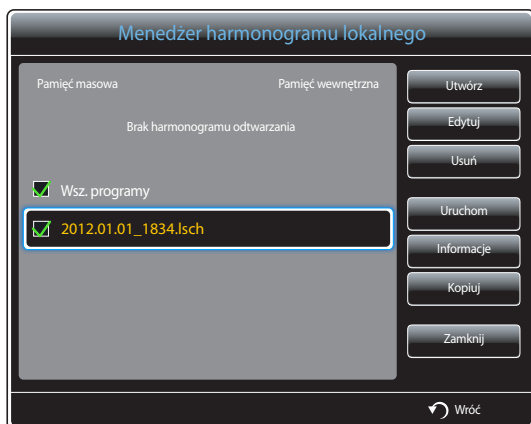 Menedżer harmonogramu lokalnego
Pamięć masowa Pamięć wewnętrzna
Brak harmonogramu odtwarzania
Wsz. programy
2012.01.01_1834.lsch
Utwórz
Edytuj
Usuń
Uruchom
Informacje
Kopiuj
Zamknij
Wróć